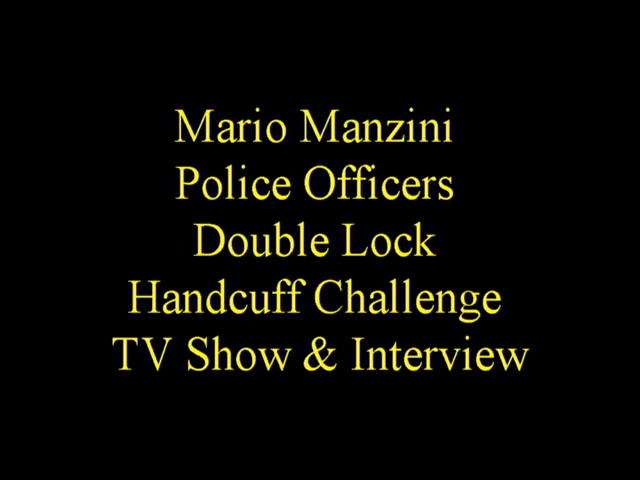 Mario Manzini
Police Officers
Double Lock
Handcuff Challenge
TV Show & Interview